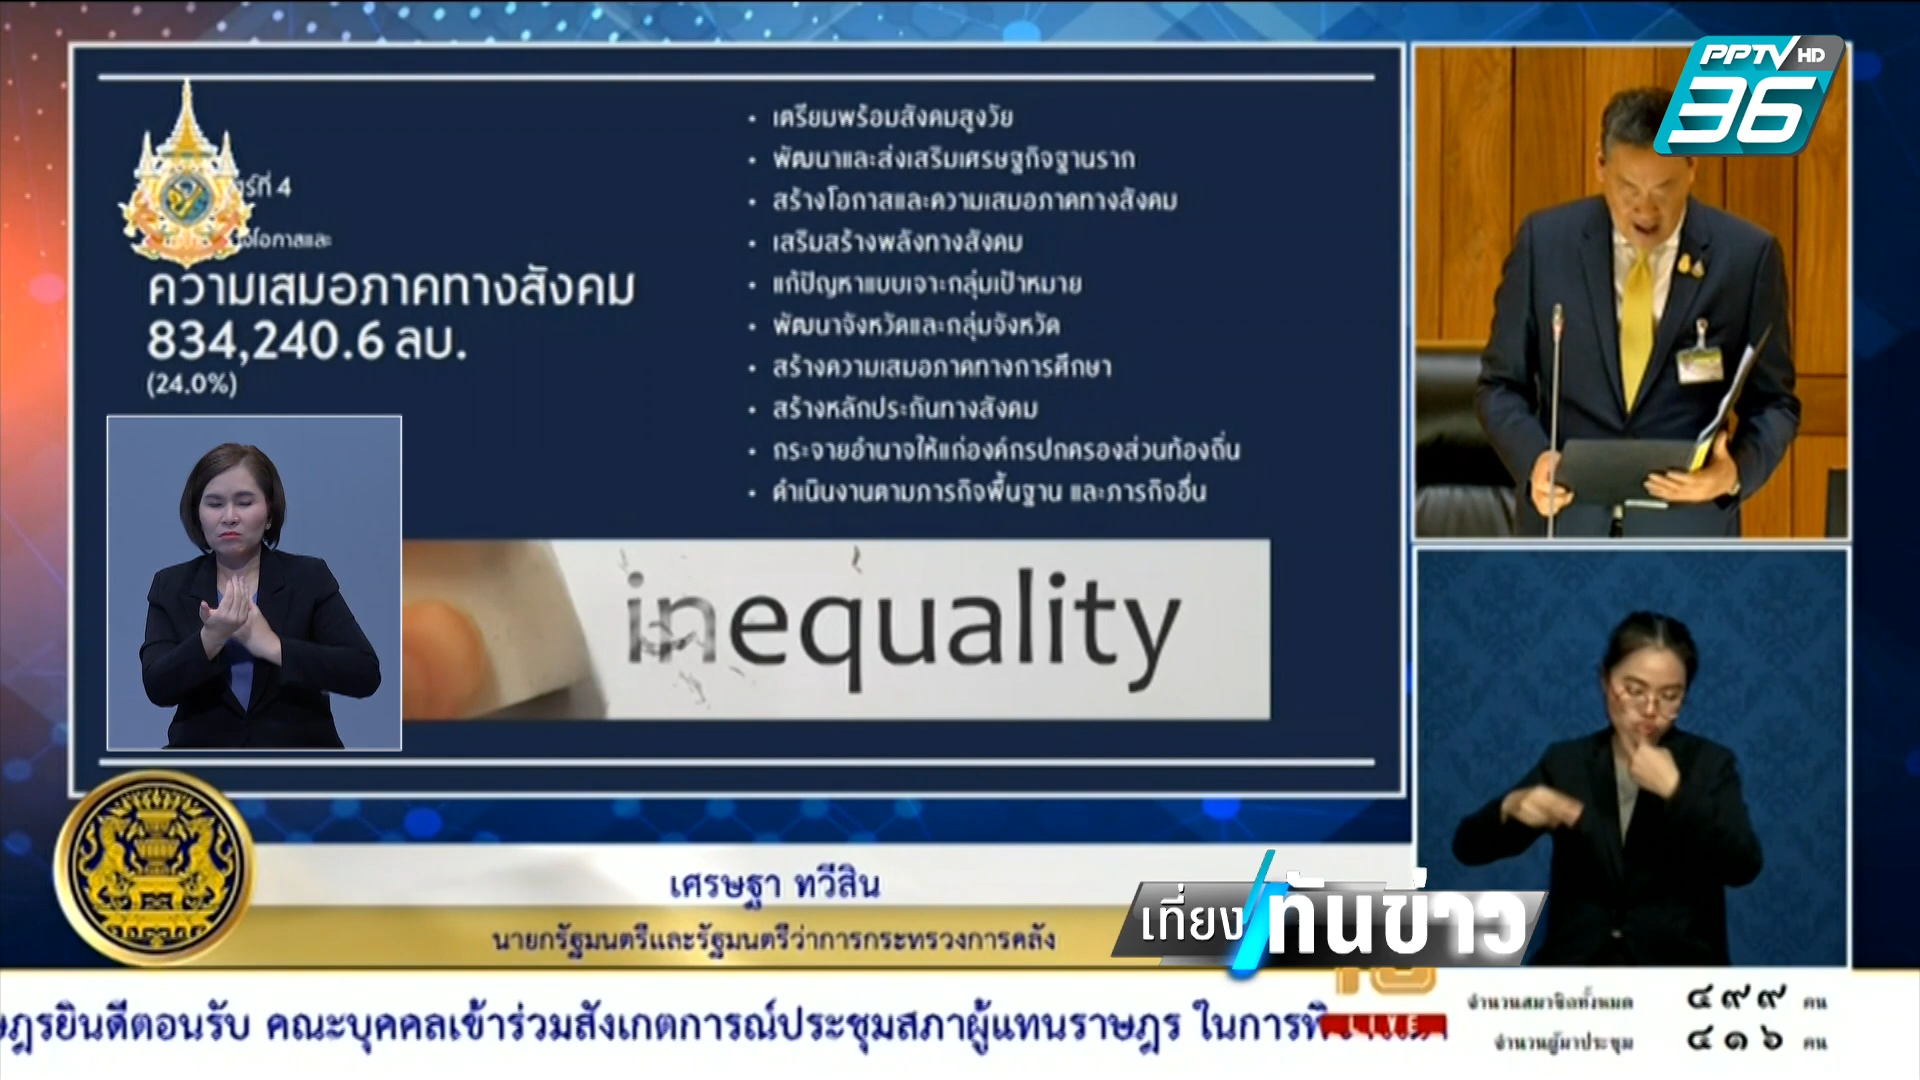 PPTV HD
36
ร์ที่ 4
งโอกาสและ
ความเสมอภาคทางสังคม
834,240.6 ลบ.
(24.0%)
• เตรียมพร้อมสังคมสูงวัย
• พัฒนาและส่งเสริมเศรษฐกิจฐานราก
• สร้างโอกาสและความเสมอภาคทางสังคม
• เสริมสร้างพลังทางสังคม
• แก้ปัญหาแบบเจาะกลุ่มเป้าหมาย
• พัฒนาจังหวัดและกลุ่มจังหวัด
• สร้างความเสมอภาคทางการศึกษา
• สร้างหลักประกันทางสังคม
• กระจายอำนาจให้แก่องค์กรปกครองส่วนท้องถิ่น
• ดำเนินงานตามภารกิจพื้นฐาน และภารกิจอื่น
inequality
เศรษฐา ทวีสิน
นายกรัฐมนตรีและรัฐมนตรีว่าการกระทรวงการคลัง
เที่ยงทันข่าว
ษฎรยินดีตอนรับ คณะบุคคลเข้าร่วมสังเกตการณ์ประชุมสภาผู้แทนราษฎร ในการพิ
LIVE
จำนวนสมาชิกทั้งหมด ๔๙๙ คน
จำนวนผู้มาประชุม ๔๑๖ คน